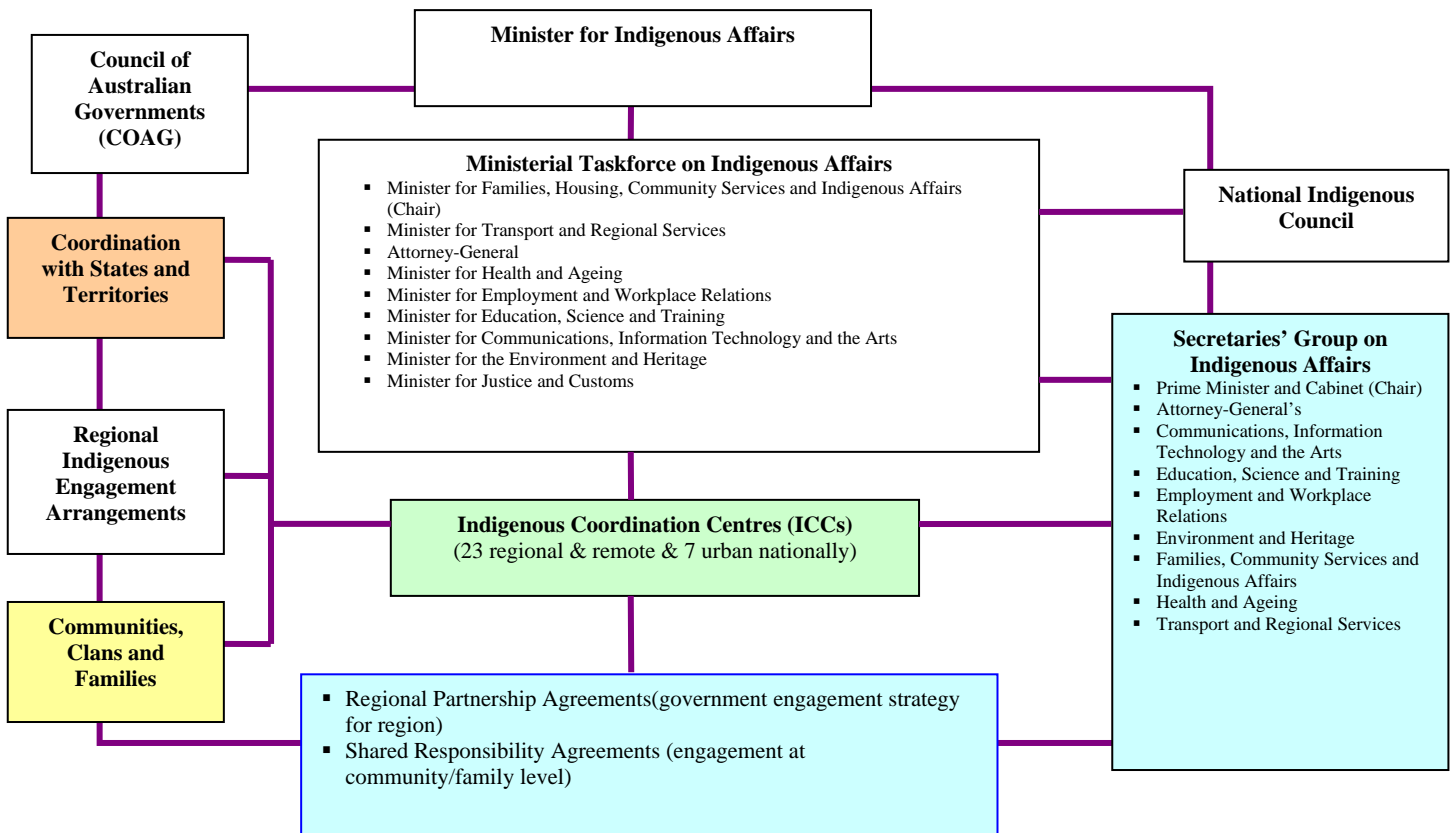 Minister for Indigenous Affairs
Council of
Australian
Governments
(COAG)
Ministerial Taskforce on Indigenous Affairs
▪ Minister for Families, Housing, Community Services and Indigenous Affairs
(Chair)
▪ Minister for Transport and Regional Services
▪ Attorney-General
▪ Minister for Health and Ageing
▪ Minister for Employment and Workplace Relations
▪ Minister for Education, Science and Training
▪ Minister for Communications, Information Technology and the Arts
▪ Minister for the Environment and Heritage
▪ Minister for Justice and Customs
National Indigenous
Council
Coordination
with States and
Territories
Secretaries’ Group on
Indigenous Affairs
▪ Prime Minister and Cabinet (Chair)
▪ Attorney-General’s
▪ Communications, Information
Technology and the Arts
▪ Education, Science and Training
▪ Employment and Workplace
Relations
▪ Environment and Heritage
▪ Families, Community Services and
Indigenous Affairs
▪ Health and Ageing
▪ Transport and Regional Services
Regional
Indigenous
Engagement
Arrangements
Indigenous Coordination Centres (ICCs)
(23 regional & remote & 7 urban nationally)
Communities,
Clans and
Families
▪ Regional Partnership Agreements(government engagement strategy
for region)
▪ Shared Responsibility Agreements (engagement at
community/family level)